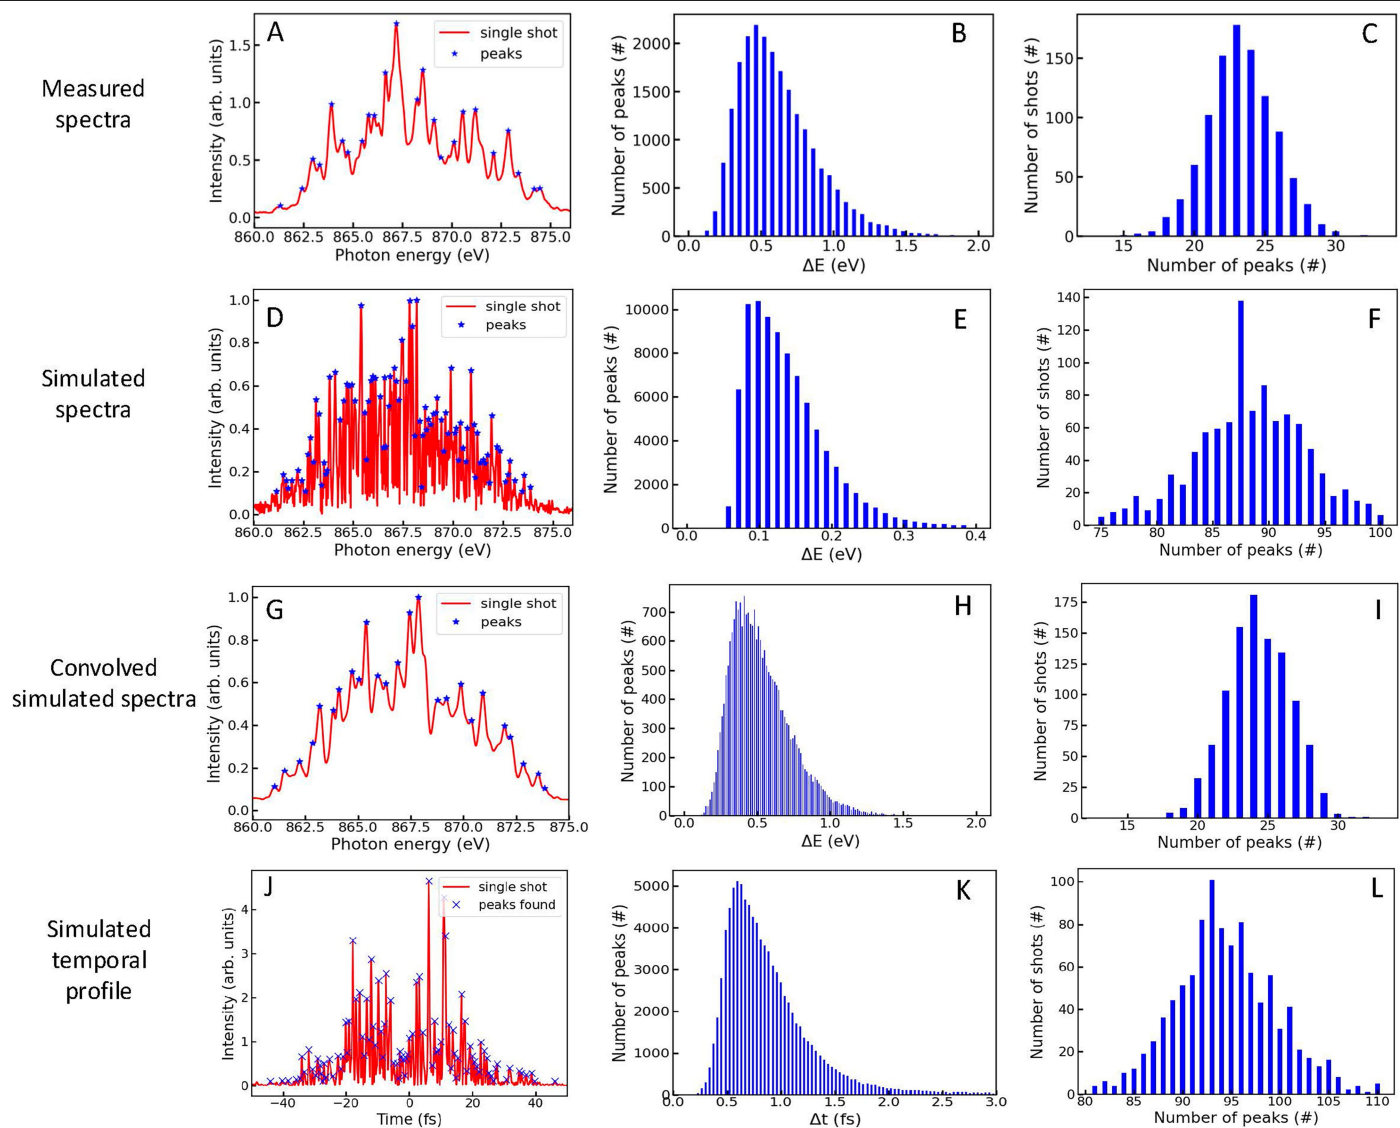 Measured
spectra
A
single shot
peaks
Intensity (arb. units)
0.0
0.5
1.0
1.5
860.0 862.5 865.0 867.5 870.0 872.5 875.0
Photon energy (eV)
B
Number of peaks (#)
0
500
1000
1500
2000
0.0 0.5 1.0 1.5 2.0
ΔE (eV)
C
Number of shots (#)
0
50
100
150
15 20 25 30
Number of peaks (#)
Simulated
spectra
D
single shot
peaks
Intensity (arb. units)
0.0
0.2
0.4
0.6
0.8
1.0
860.0 862.5 865.0 867.5 870.0 872.5 875.0
Photon energy (eV)
E
Number of peaks (#)
0
2000
4000
6000
8000
10000
0.0 0.1 0.2 0.3 0.4
ΔE (eV)
F
Number of shots (#)
0
20
40
60
80
100
120
140
75 80 85 90 95 100
Number of peaks (#)
Convolved
simulated spectra
G
single shot
peaks
Intensity (arb. units)
0.0
0.2
0.4
0.6
0.8
1.0
860.0 862.5 865.0 867.5 870.0 872.5 875.0
Photon energy (eV)
H
Number of peaks (#)
0
100
200
300
400
500
600
700
0.0 0.5 1.0 1.5 2.0
ΔE (eV)
I
Number of shots (#)
0
25
50
75
100
125
150
175
15 20 25 30
Number of peaks (#)
Simulated
temporal
profile
J
single shot
peaks found
Intensity (arb. units)
0
1
2
3
4
−40 −20 0 20 40
Time (fs)
K
Number of peaks (#)
0
1000
2000
3000
4000
5000
0.0 0.5 1.0 1.5 2.0 2.5 3.0
Δt (fs)
L
Number of shots (#)
0
20
40
60
80
100
80 85 90 95 100 105 110
Number of peaks (#)